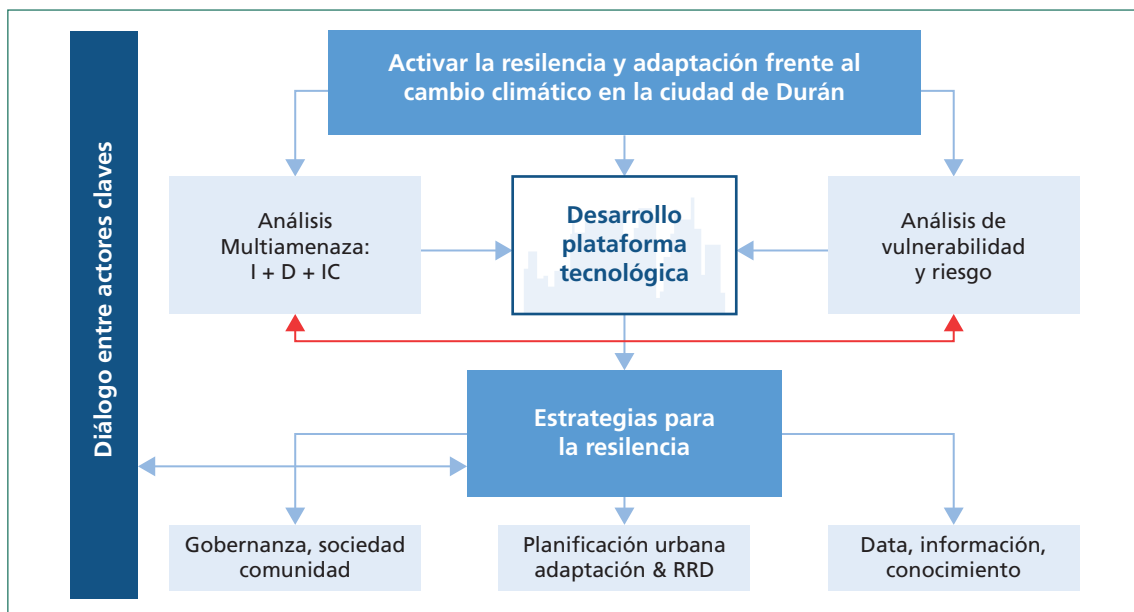 Diálogo entre actores claves
Activar la resilencia y adaptación frente al
cambio climático en la ciudad de Durán
Análisis
Multiamenaza:
I + D + IC
Desarrollo
plataforma
tecnológica
Análisis de
vulnerabilidad
y riesgo
Estrategias para
la resilencia
Gobernanza, sociedad
comunidad
Planificación urbana
adaptación & RRD
Data, información,
conocimiento